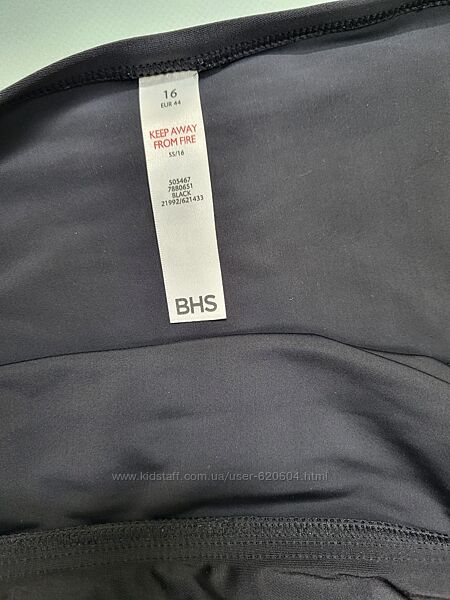 16
EUR 44
KEEP AWAY
FROM FIRE
SS/16
505467
7880651
BLACK
21992/621433
BHS
www.kidstaff.com.ua/user-620604.html